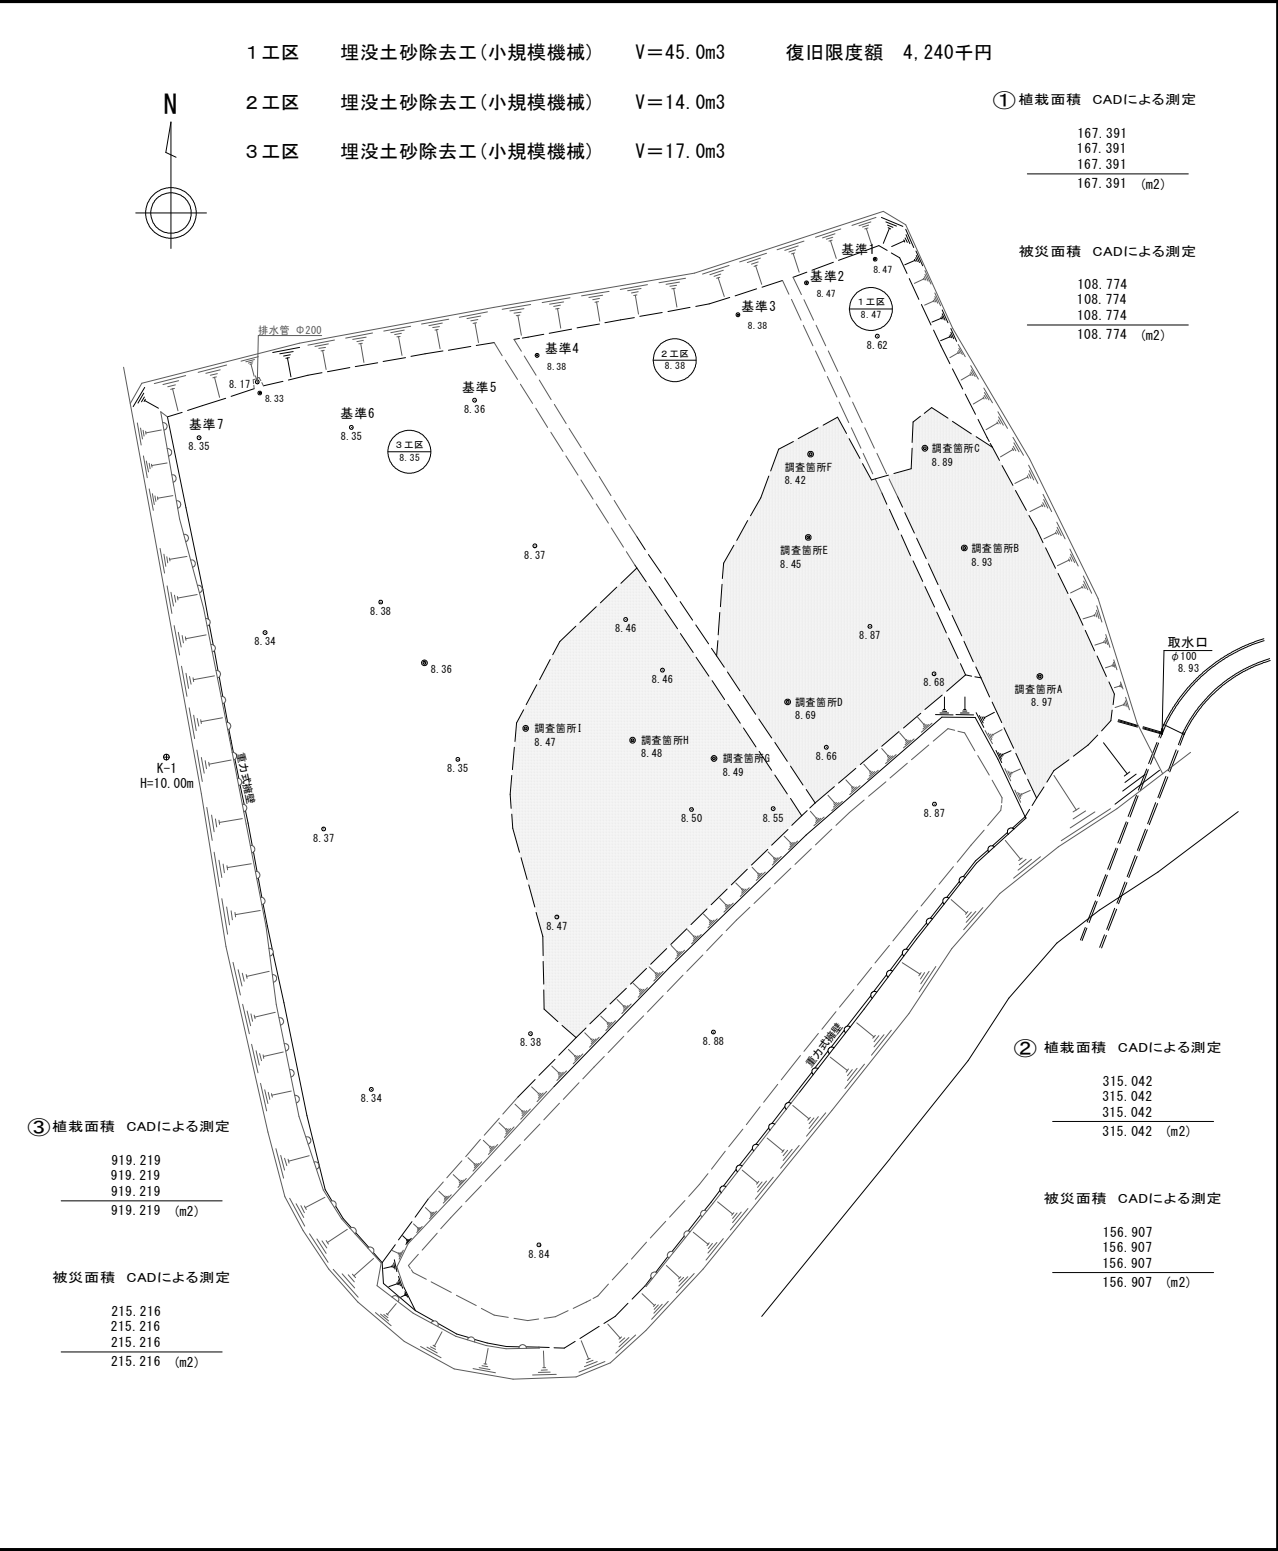 1工区 埋没土砂除去工(小規模機械) V=45.0m3 復旧限度額 4,240千円
2工区 埋没土砂除去工(小規模機械) V=14.0m3
3工区 埋没土砂除去工(小規模機械) V=17.0m3
N
①植栽面積 CADによる測定
167.391
167.391
167.391
167.391 (m2)
被災面積 CADによる測定
108.774
108.774
108.774
108.774 (m2)
基準1
8.47
基準2
8.47
1工区
8.47
8.62
基準3
8.38
排水管 Φ200
基準4
8.38
2工区
8.38
8.17
8.33
基準5
8.36
基準6
8.35
基準7
8.35
3工区
8.35
調査箇所C
8.89
調査箇所F
8.42
調査箇所E
8.45
調査箇所B
8.93
8.37
8.38
8.34
8.46
8.87
取水口
φ100
8.93
8.36
8.46
8.68
調査箇所A
8.97
調査箇所D
8.69
調査箇所I
8.47
調査箇所H
8.48
調査箇所G
8.49
8.66
K-1
H=10.00m
重力式擁壁
8.35
8.37
8.50
8.55
8.87
8.47
8.38
8.88
重力式擁壁
8.34
8.84
②植栽面積 CADによる測定
315.042
315.042
315.042
315.042 (m2)
被災面積 CADによる測定
156.907
156.907
156.907
156.907 (m2)
③植栽面積 CADによる測定
919.219
919.219
919.219
919.219 (m2)
被災面積 CADによる測定
215.216
215.216
215.216
215.216 (m2)